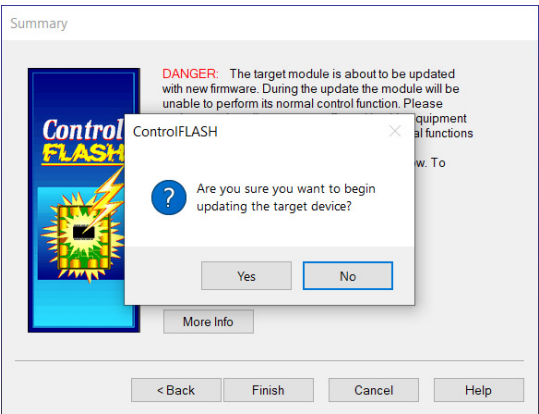 Summary
DANGER: The target module is about to be updated
with new firmware. During the update the module will be
unable to perform its normal control function. Please
quipment
al functions
ow. To
Control
FLASH
ControlFLASH
Are you sure you want to begin
updating the target device?
Yes No
More Info
< Back Finish Cancel Help